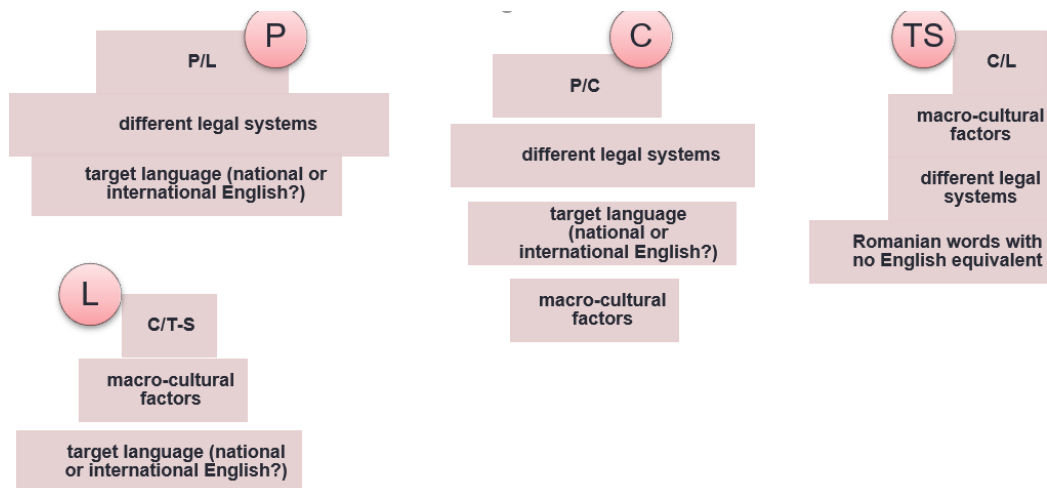 P
P/L
different legal systems
target language (national or
international English?)
C
P/C
different legal systems
target language
(national or
international English?)
macro-cultural
factors
TS
C/L
macro-cultural
factors
different legal
systems
Romanian words with
no English equivalent
L
C/T-S
macro-cultural
factors
target language (national
or international English?)